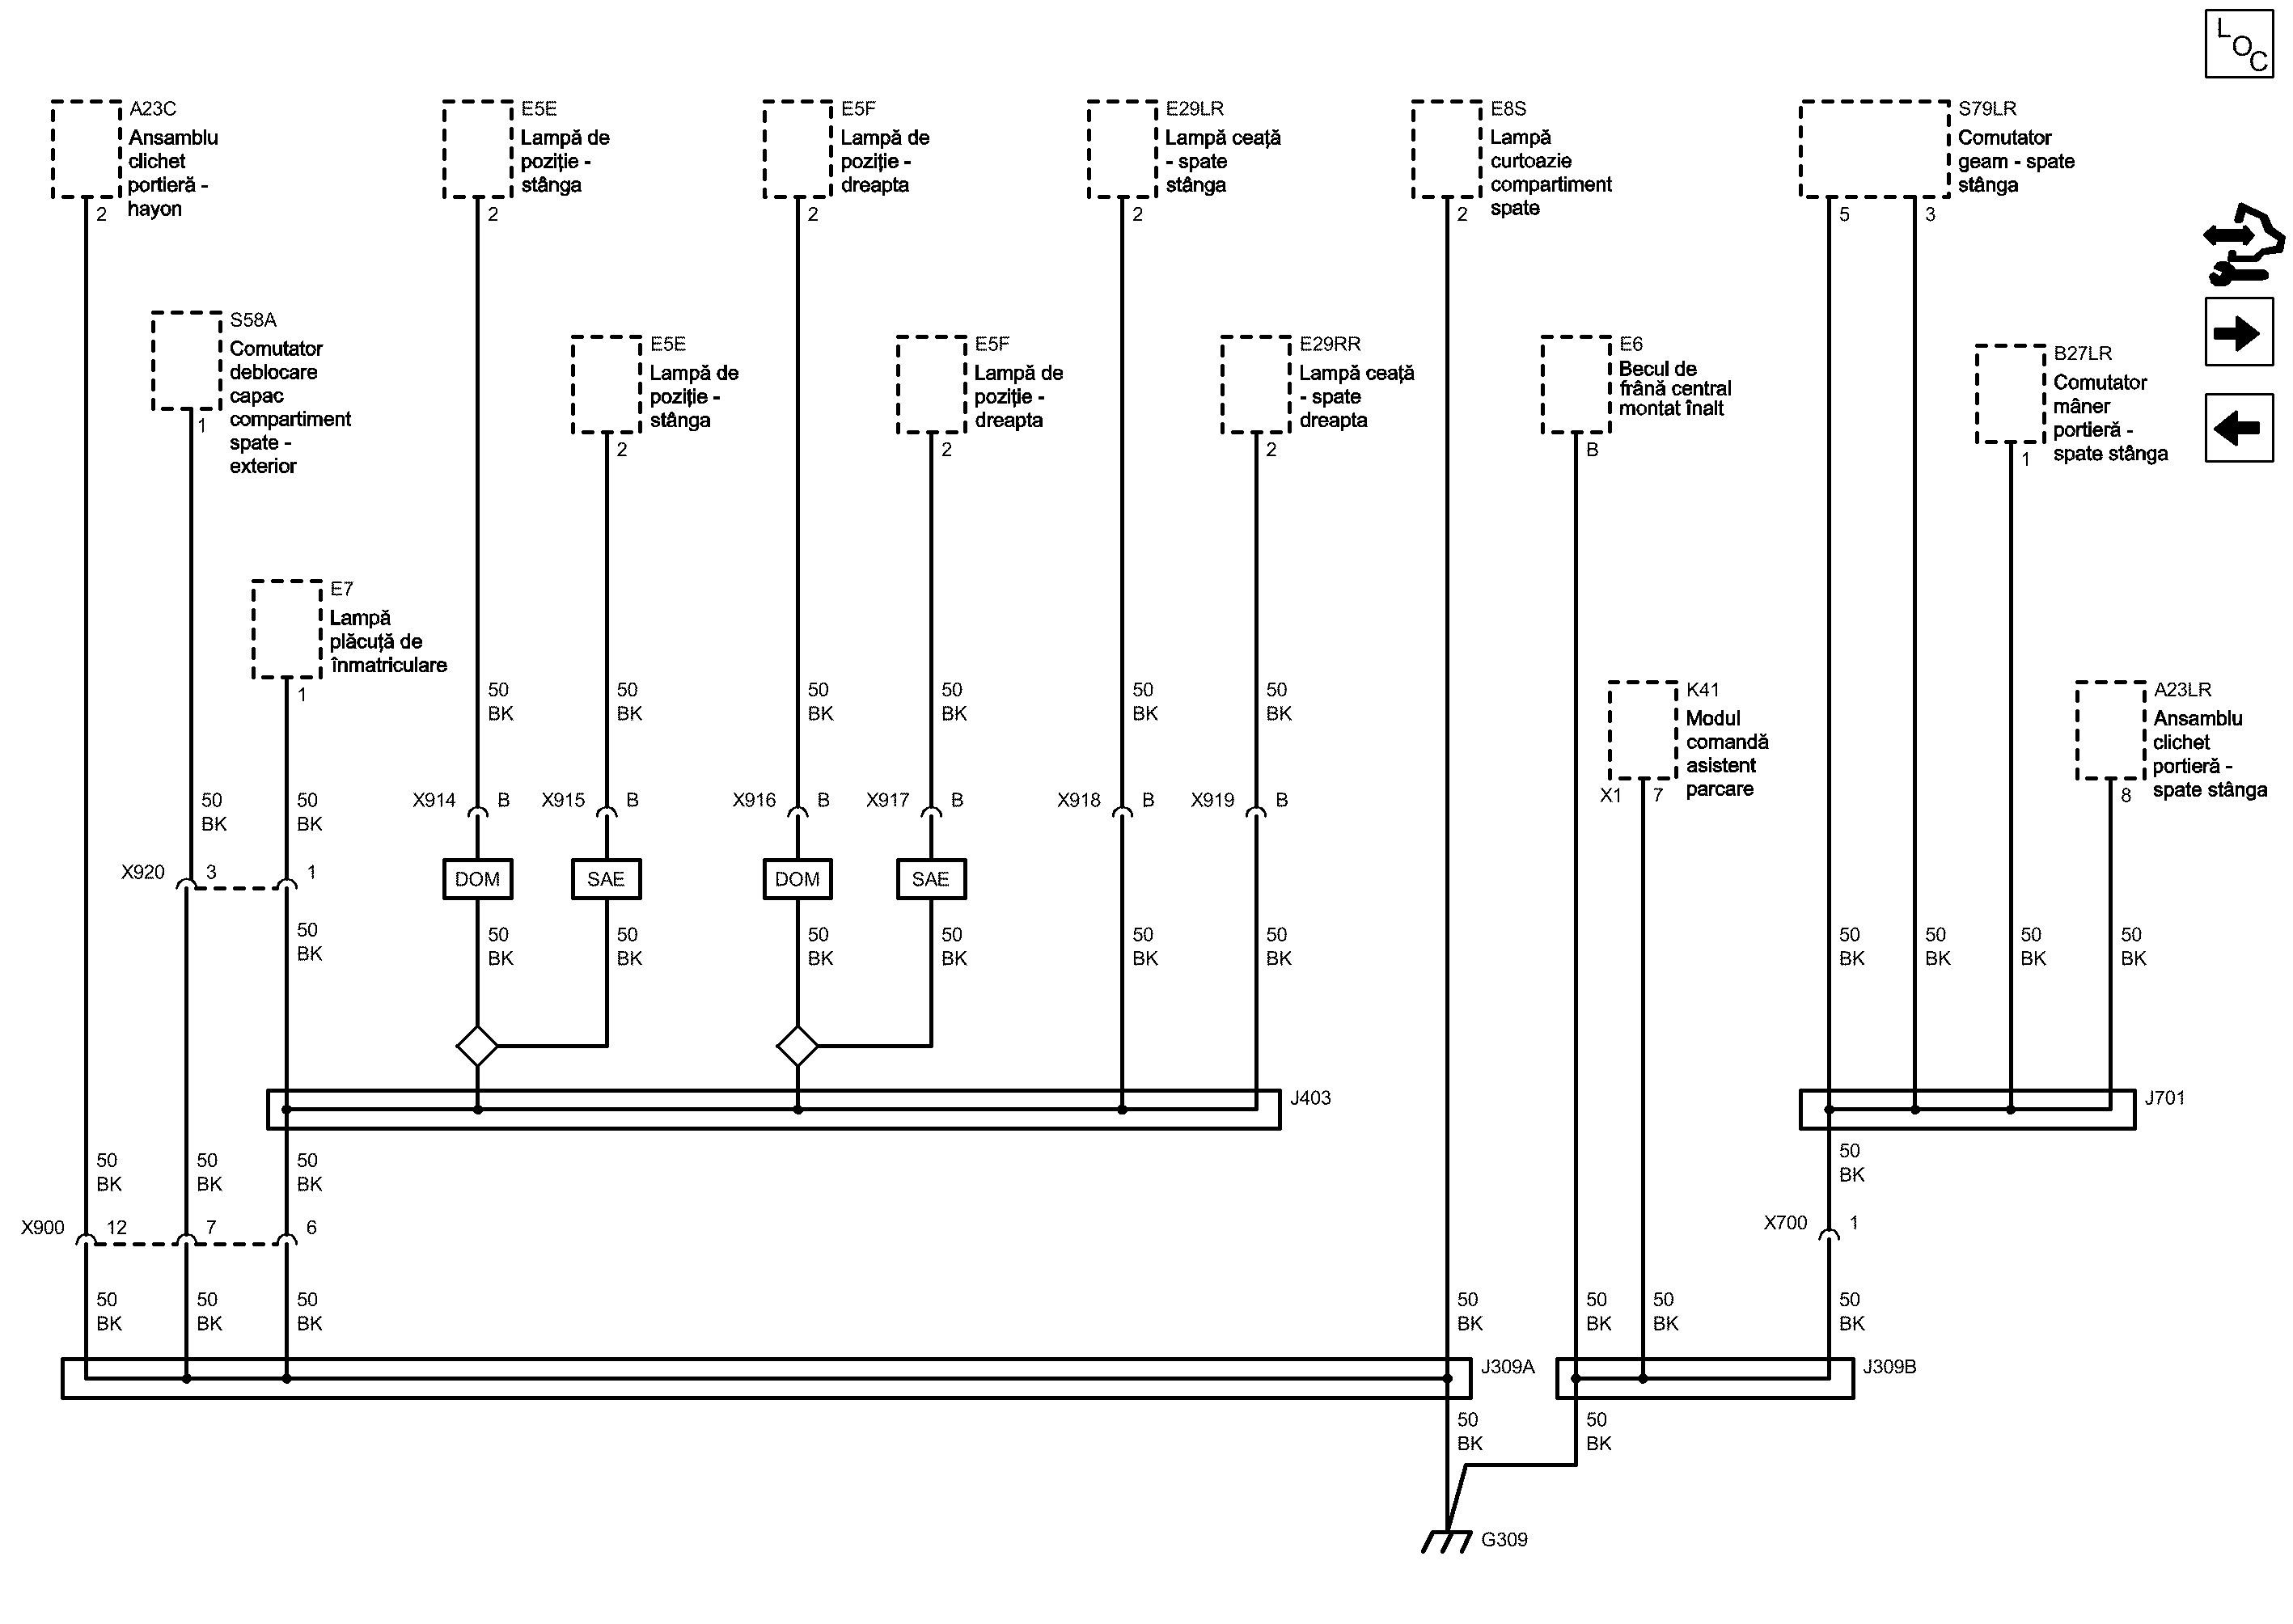 LOC
A23C
Ansamblu
clichet
portieră -
hayon
2
E5E
Lampă de
poziție -
stânga
2
E5F
Lampă de
poziție -
dreapta
2
E29LR
Lampă ceață
- spate
stânga
2
E8S
Lampă
curtoazie
compartiment
spate
2
S79LR
Comutator
geam - spate
stânga
5
3
S58A
Comutator
deblocare
capac
compartiment
spate -
exterior
1
E5E
Lampă de
poziție -
stânga
2
E5F
Lampă de
poziție -
dreapta
2
E29RR
Lampă ceață
- spate
dreapta
2
E6
Becul de
frână central
montat înalt
B
B27LR
Comutator
mâner
portieră -
spate stânga
1
E7
Lampă
plăcuță de
înmatriculare
1
K41
Modul
comandă
asistent
parcare
X1 7
A23LR
Ansamblu
clichet
portieră -
spate stânga
8
50 50 50 50 50 50
BK BK BK BK BK BK
50 50
BK BK
X914 B X915 B X916 B X917 B X918 B X919 B
X920 3 1
DOM SAE DOM SAE
50 50 50 50 50 50 50 50 50 50 50
BK BK BK BK BK BK BK BK BK BK BK
J403
J701
50 50 50 50
BK BK BK BK
X900 12 7 6
X700 1
50 50 50 50 50 50 50
BK BK BK BK BK BK BK
J309A
J309B
50 50
BK BK
G309